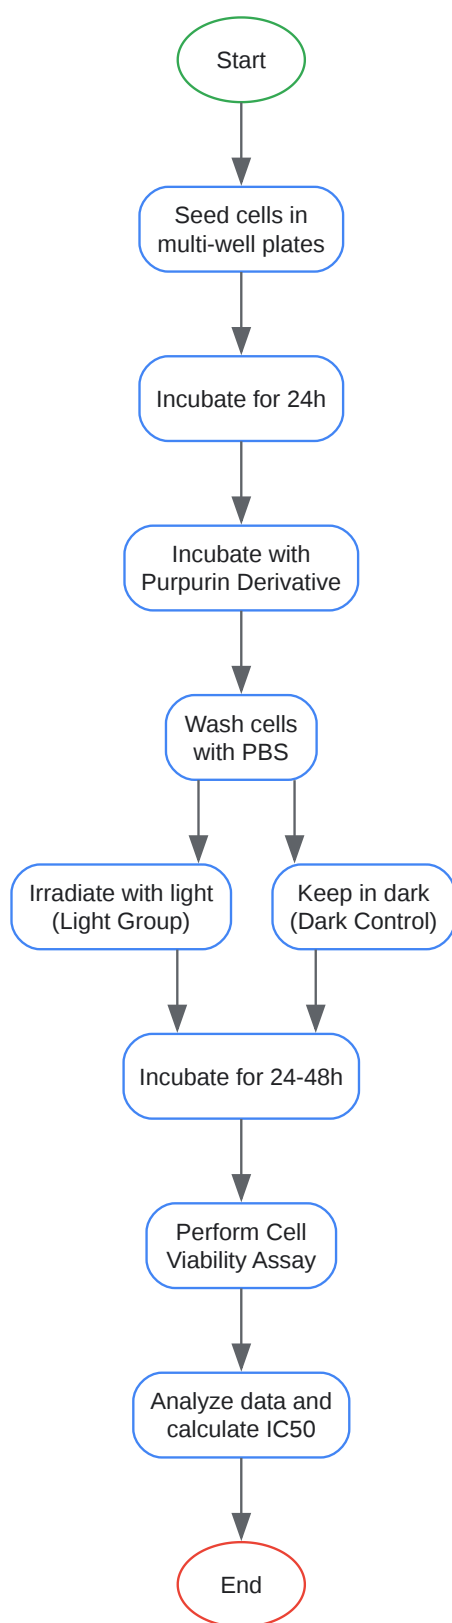 Start
Seed cells in
multi-well plates
Incubate for 24h
Incubate with
Purpurin Derivative
Wash cells
with PBS
Irradiate with light
(Light Group)
Keep in dark
(Dark Control)
Incubate for 24-48h
Perform Cell
Viability Assay
Analyze data and
calculate IC50
End